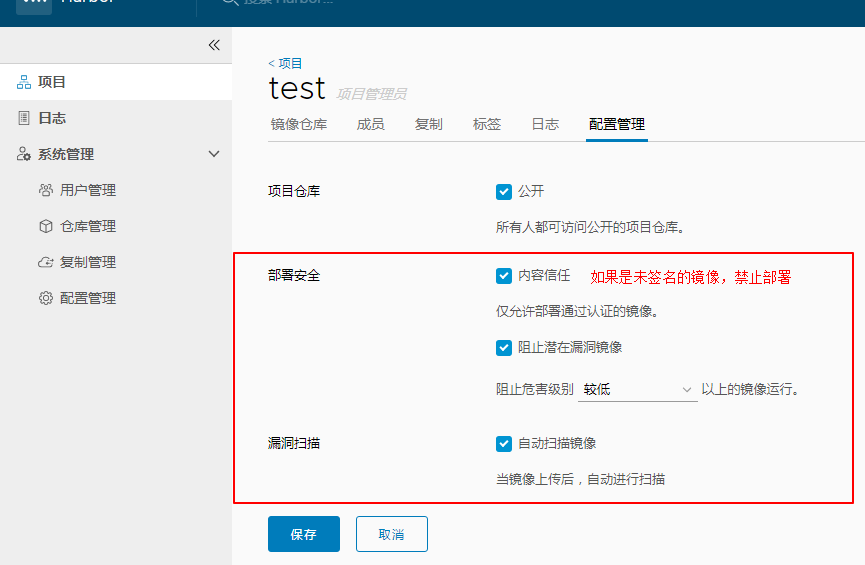 Harbor
搜索 Harbor...
项目
日志
系统管理
用户管理
仓库管理
复制管理
配置管理
< 项目
test 项目管理员
镜像仓库 成员 复制 标签 日志 配置管理
项目仓库 公开
所有人都可访问公开的项目仓库。
部署安全 内容信任 如果是未签名的镜像，禁止部署
仅允许部署通过认证的镜像。
阻止潜在漏洞镜像
阻止危害级别 较低 以上的镜像运行。
漏洞扫描 自动扫描镜像
当镜像上传后，自动进行扫描
保存 取消